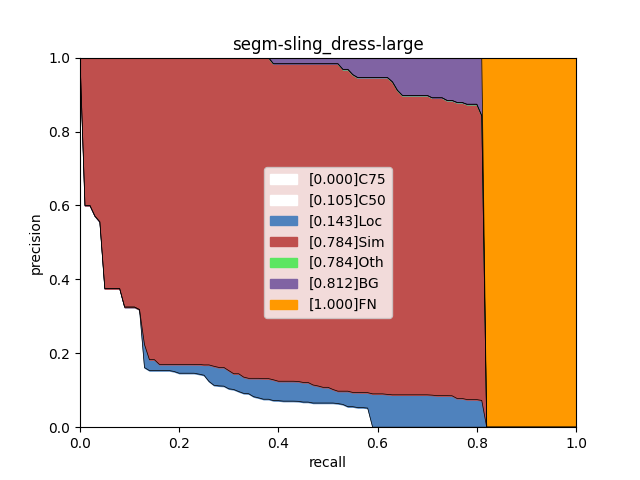 segm-sling_dress-large
1.0
0.8
0.6
0.4
0.2
0.0
precision
[0.000]C75
[0.105]C50
[0.143]Loc
[0.784]Sim
[0.784]Oth
[0.812]BG
[1.000]FN
0.0 0.2 0.4 0.6 0.8 1.0
recall